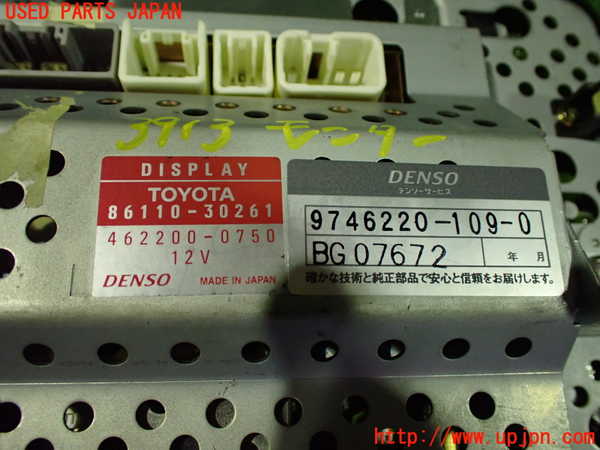 USED PARTS JAPAN
3913 モニター
DISPLAY
TOYOTA
86110-30261
462200-0750
12V
DENSO MADE IN JAPAN
DENSO
デンソーサービス
9746220-109-0
BG07672 年 月
確かな技術と純正部品で安心と信頼をお届けします。
http://www.upjpn.com/